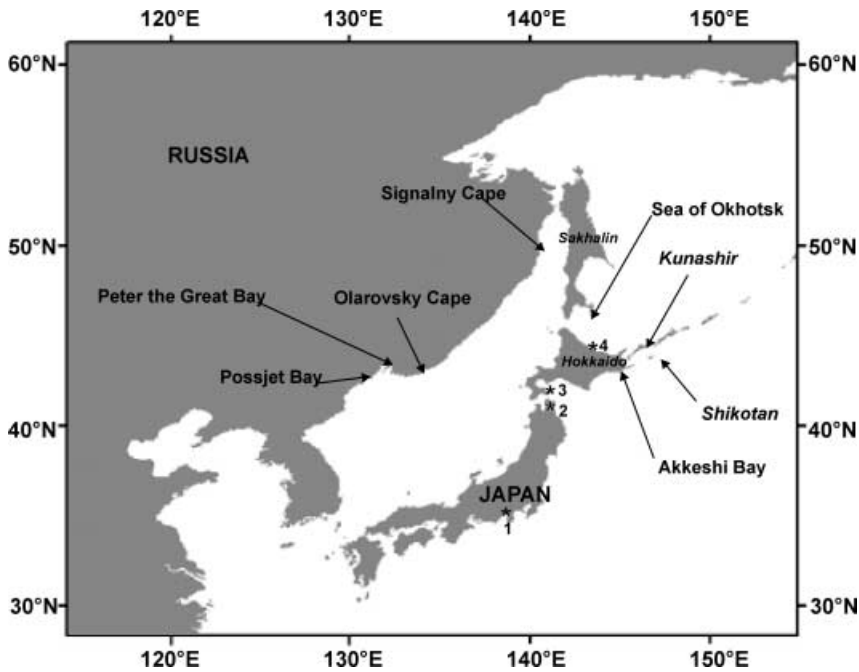 120°E 130°E 140°E 150°E
60°N 60°N
RUSSIA
Signalny Cape
Sea of Okhotsk
50°N Sakhalin 50°N
Kunashir
Peter the Great Bay Olarovsky Cape
*4
Hokkaido
Possjet Bay
*3
*2
Shikotan
40°N 40°N
Akkeshi Bay
JAPAN
*
1
30°N 30°N
120°E 130°E 140°E 150°E